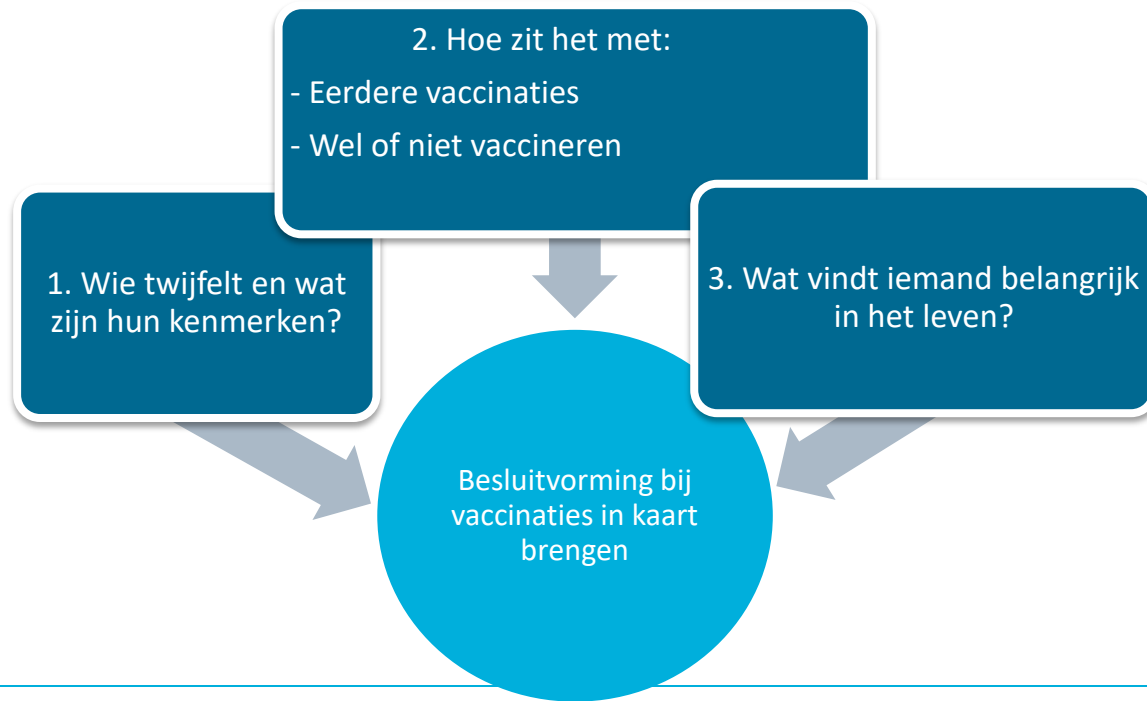 2. Hoe zit het met:
- Eerdere vaccinaties
- Wel of niet vaccineren
1. Wie twijfelt en wat
zijn hun kenmerken?
3. Wat vindt iemand belangrijk
in het leven?
Besluitvorming bij
vaccinaties in kaart
brengen